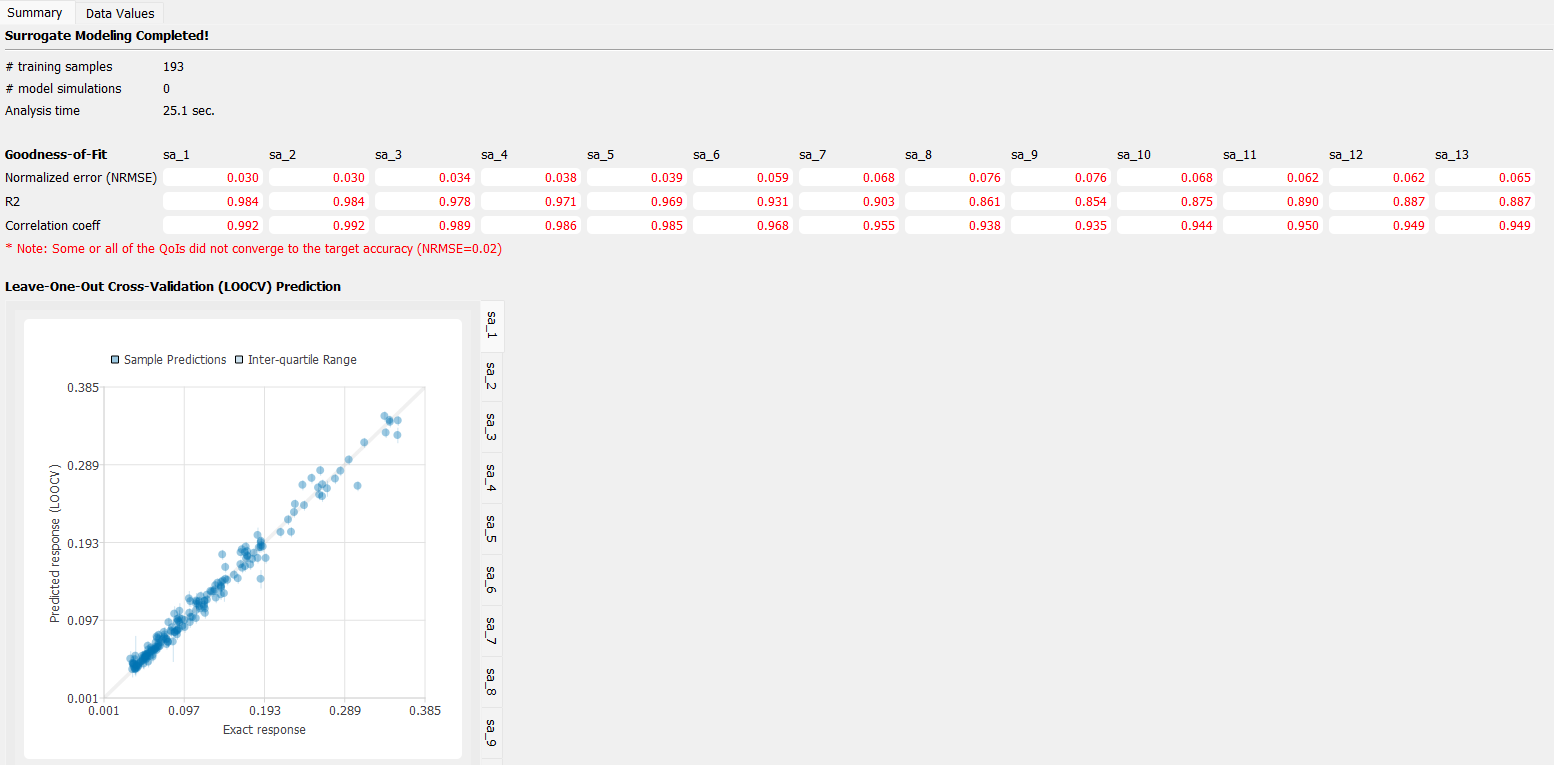 Summary Data Values
Surrogate Modeling Completed!
# training samples 193
# model simulations 0
Analysis time 25.1 sec.
Goodness-of-Fit sa_1 sa_2 sa_3 sa_4 sa_5 sa_6 sa_7 sa_8 sa_9 sa_10 sa_11 sa_12 sa_13
Normalized error (NRMSE) 0.030 0.030 0.034 0.038 0.039 0.059 0.068 0.076 0.076 0.068 0.062 0.062 0.065
R2 0.984 0.984 0.978 0.971 0.969 0.931 0.903 0.861 0.854 0.875 0.890 0.887 0.887
Correlation coeff 0.992 0.992 0.989 0.986 0.985 0.968 0.955 0.938 0.935 0.944 0.950 0.949 0.949
* Note: Some or all of the QoIs did not converge to the target accuracy (NRMSE=0.02)
Leave-One-Out Cross-Validation (LOOCV) Prediction
Sample Predictions Inter-quartile Range
0.385
0.289
0.193
0.097
0.001
Predicted response (LOOCV)
0.001 0.097 0.193 0.289 0.385
Exact response
sa_1
sa_2
sa_3
sa_4
sa_5
sa_6
sa_7
sa_8
sa_9